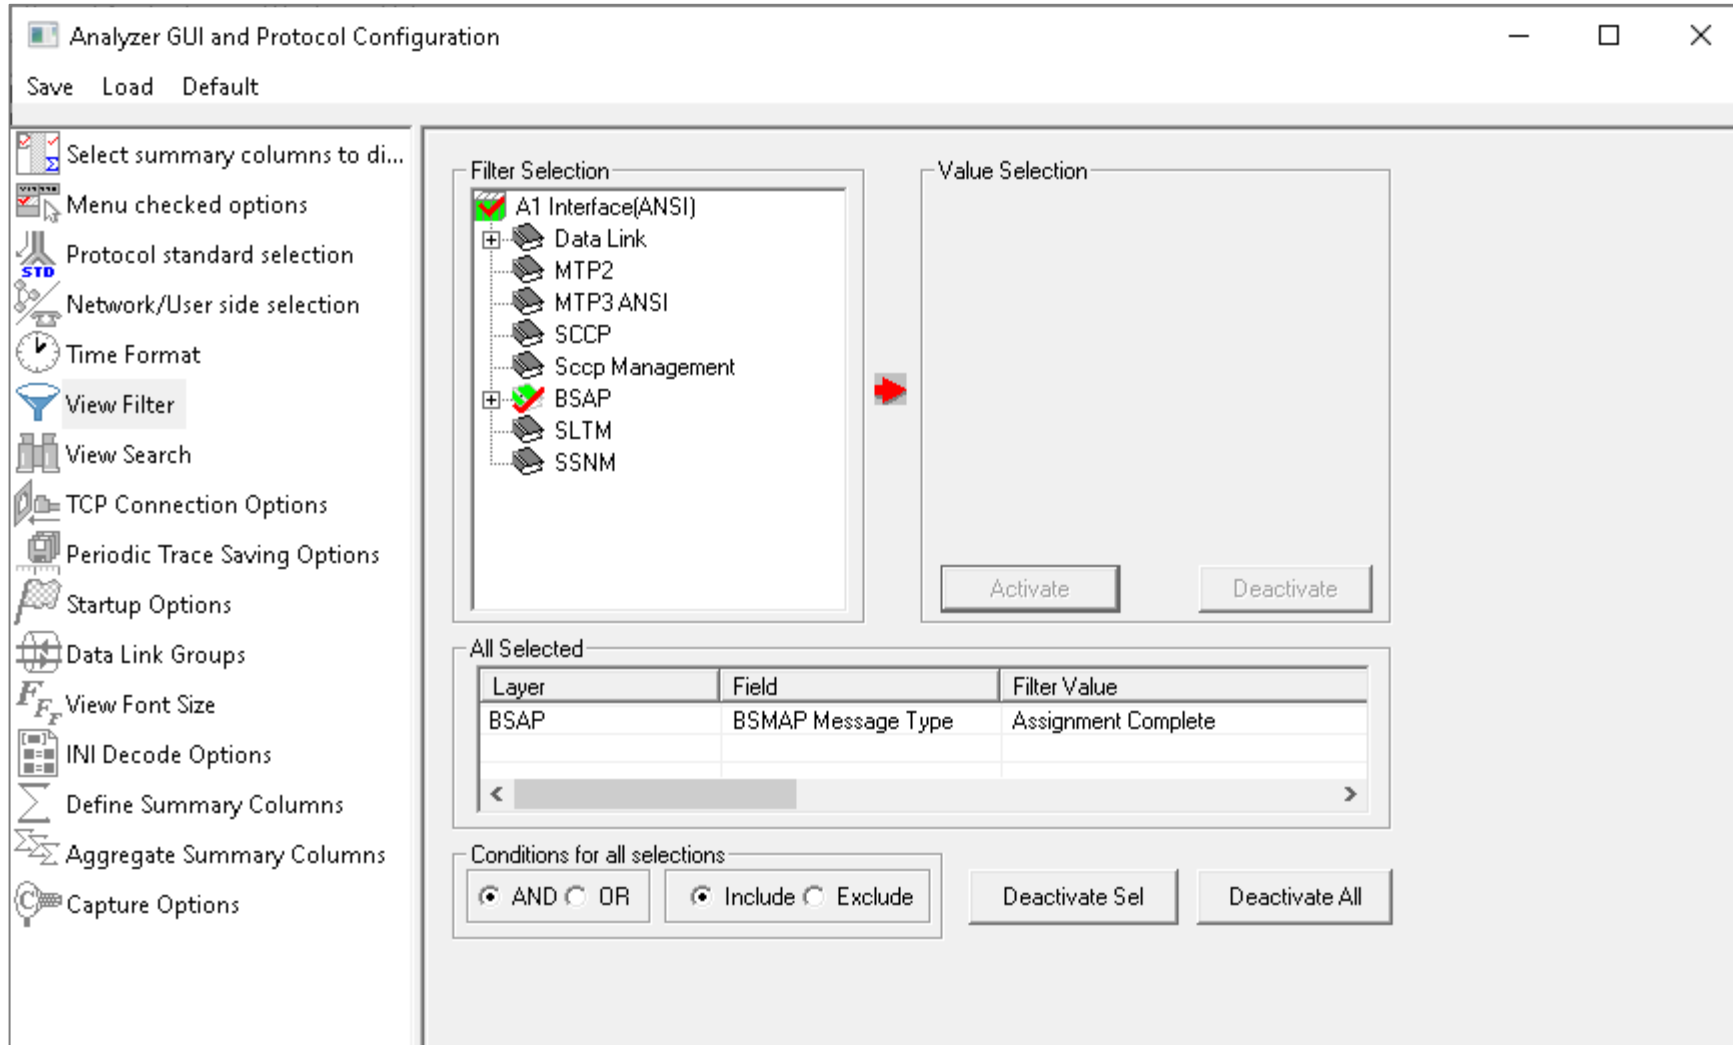 Analyzer GUI and Protocol Configuration
Save Load Default
Select summary columns to di...
Menu checked options
Protocol standard selection
STD
Network/User side selection
Time Format
View Filter
View Search
TCP Connection Options
Periodic Trace Saving Options
Startup Options
Data Link Groups
View Font Size
INI Decode Options
Define Summary Columns
Aggregate Summary Columns
Capture Options
Filter Selection
A1 Interface(ANSI)
Data Link
MTP2
MTP3 ANSI
SCCP
Sccp Management
BSAP
SLTM
SSNM
Value Selection
Activate Deactivate
All Selected
Layer Field Filter Value
BSAP BSMAP Message Type Assignment Complete
Conditions for all selections
AND OR Include Exclude Deactivate Sel Deactivate All